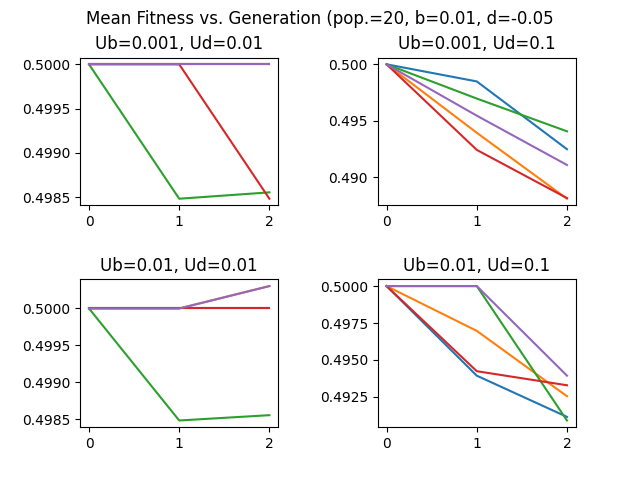 Mean Fitness vs. Generation (pop.=20, b=0.01, d=-0.05
Ub=0.001, Ud=0.01
0.5000
0.4995
0.4990
0.4985
0 1 2
Ub=0.001, Ud=0.1
0.500
0.495
0.490
0 1 2
Ub=0.01, Ud=0.01
0.5000
0.4995
0.4990
0.4985
0 1 2
Ub=0.01, Ud=0.1
0.5000
0.4975
0.4950
0.4925
0 1 2